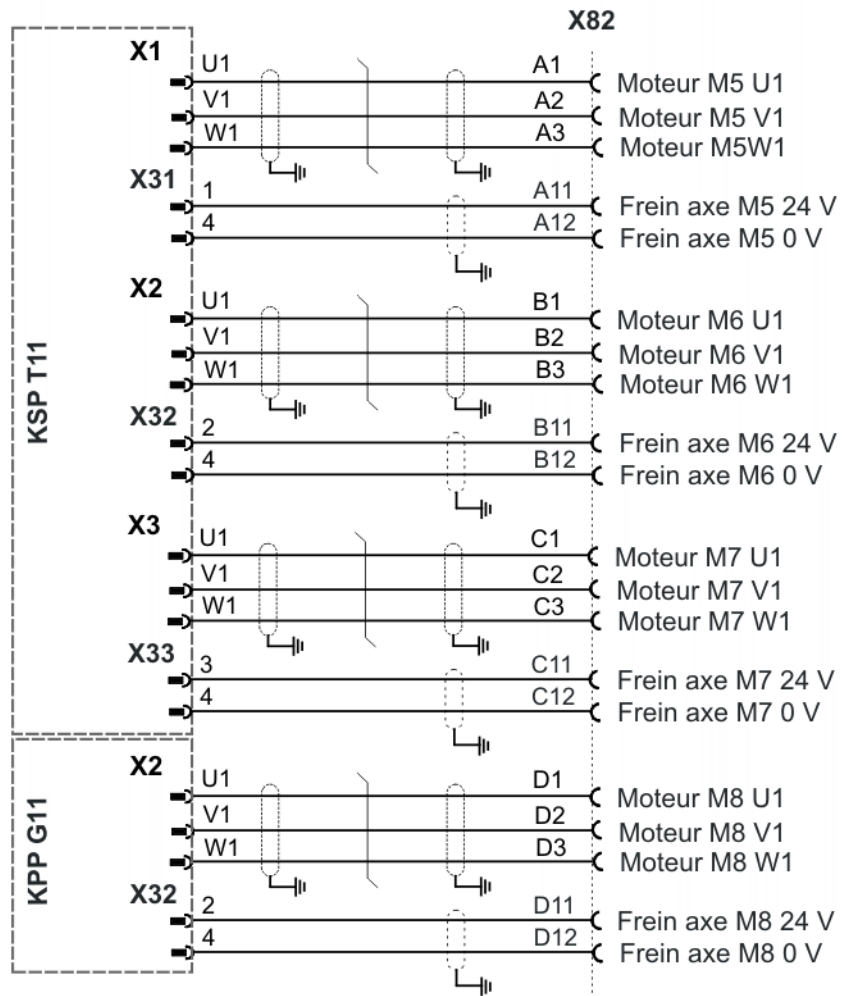 X82
X1
U1 A1 Moteur M5 U1
V1 A2 Moteur M5 V1
W1 A3 Moteur M5W1
X31
1 A11 Frein axe M5 24 V
4 A12 Frein axe M5 0 V
X2
U1 B1 Moteur M6 U1
V1 B2 Moteur M6 V1
W1 B3 Moteur M6 W1
KSP T11
X32
2 B11 Frein axe M6 24 V
4 B12 Frein axe M6 0 V
X3
U1 C1 Moteur M7 U1
V1 C2 Moteur M7 V1
W1 C3 Moteur M7 W1
X33
3 C11 Frein axe M7 24 V
4 C12 Frein axe M7 0 V
X2
U1 D1 Moteur M8 U1
V1 D2 Moteur M8 V1
W1 D3 Moteur M8 W1
KPP G11
X32
2 D11 Frein axe M8 24 V
4 D12 Frein axe M8 0 V